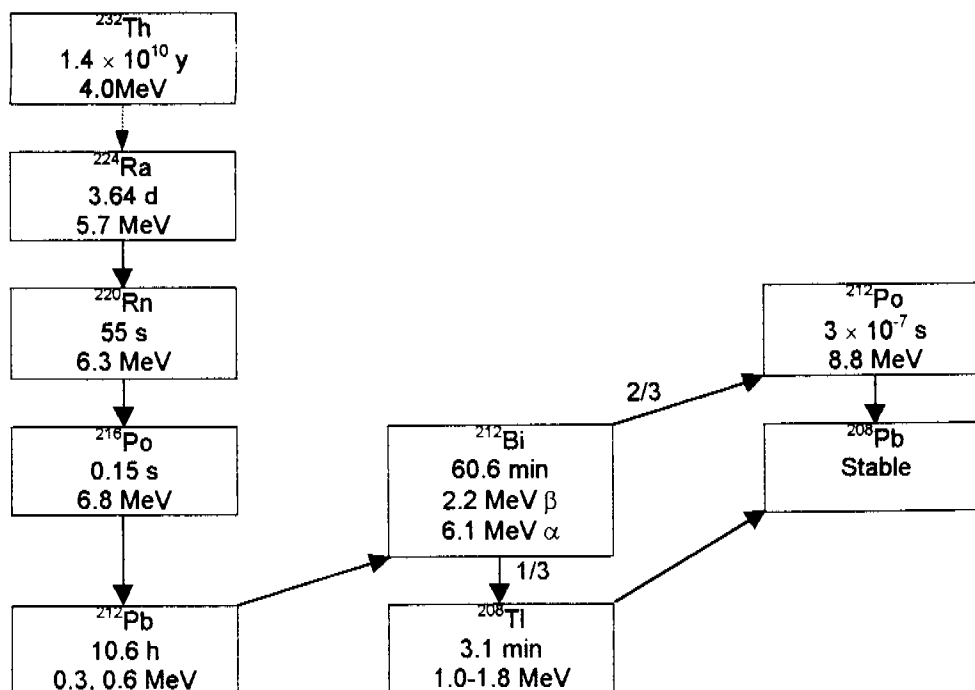 ²³²Th
1.4 × 10¹⁰ y
4.0MeV
²²⁴Ra
3.64 d
5.7 MeV
²²⁰Rn
55 s
6.3 MeV
²¹⁶Po
0.15 s
6.8 MeV
²¹²Pb
10.6 h
0.3, 0.6 MeV
²¹²Bi
60.6 min
2.2 MeV β
6.1 MeV α
2/3
1/3
²⁰⁸Tl
3.1 min
1.0-1.8 MeV
²¹²Po
3 × 10⁻⁷ s
8.8 MeV
²⁰⁸Pb
Stable